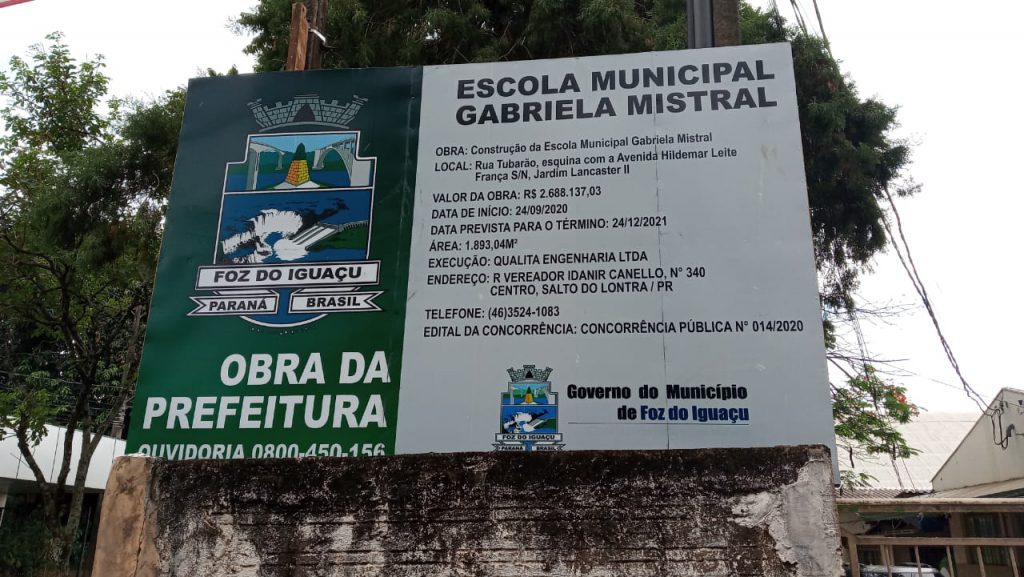 FOZ DO IGUAÇU
PARANÁ BRASIL
OBRA DA
PREFEITURA
OUVIDORIA 0800-450-156
ESCOLA MUNICIPAL
GABRIELA MISTRAL
OBRA: Construção da Escola Municipal Gabriela Mistral
LOCAL: Rua Tubarão, esquina com a Avenida Hildemar Leite
França S/N, Jardim Lancaster II
VALOR DA OBRA: R$ 2.688.137,03
DATA DE INÍCIO: 24/09/2020
DATA PREVISTA PARA O TÉRMINO: 24/12/2021
ÁREA: 1.893,04M²
EXECUÇÃO: QUALITA ENGENHARIA LTDA
ENDEREÇO: R VEREADOR IDANIR CANELLO, N° 340
CENTRO, SALTO DO LONTRA / PR
TELEFONE: (46)3524-1083
EDITAL DA CONCORRÊNCIA: CONCORRÊNCIA PÚBLICA N° 014/2020
FOZ DO IGUAÇU
PARANÁ BRASIL
Governo do Município
de Foz do Iguaçu